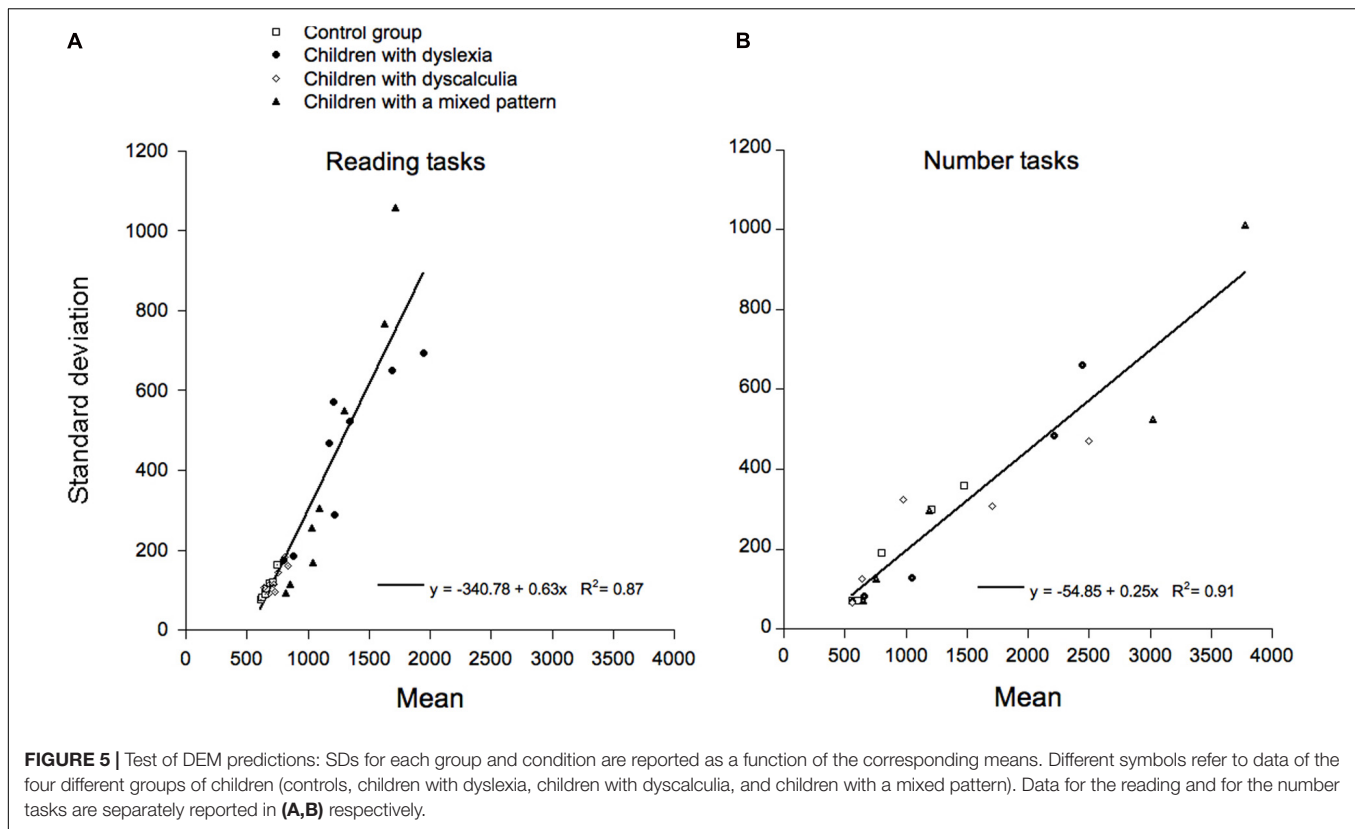 A
Control group
Children with dyslexia
Children with dyscalculia
Children with a mixed pattern
Reading tasks
1200
1000
800
600
400
200
0
Standard deviation
y = -340.78 + 0.63x R²= 0.87
0 500 1000 1500 2000 2500 3000 3500 4000
Mean
B
Number tasks
1200
1000
800
600
400
200
0
y = -54.85 + 0.25x R²= 0.91
0 500 1000 1500 2000 2500 3000 3500 4000
Mean
FIGURE 5 | Test of DEM predictions: SDs for each group and condition are reported as a function of the corresponding means. Different symbols refer to data of the
four different groups of children (controls, children with dyslexia, children with dyscalculia, and children with a mixed pattern). Data for the reading and for the number
tasks are separately reported in (A,B) respectively.